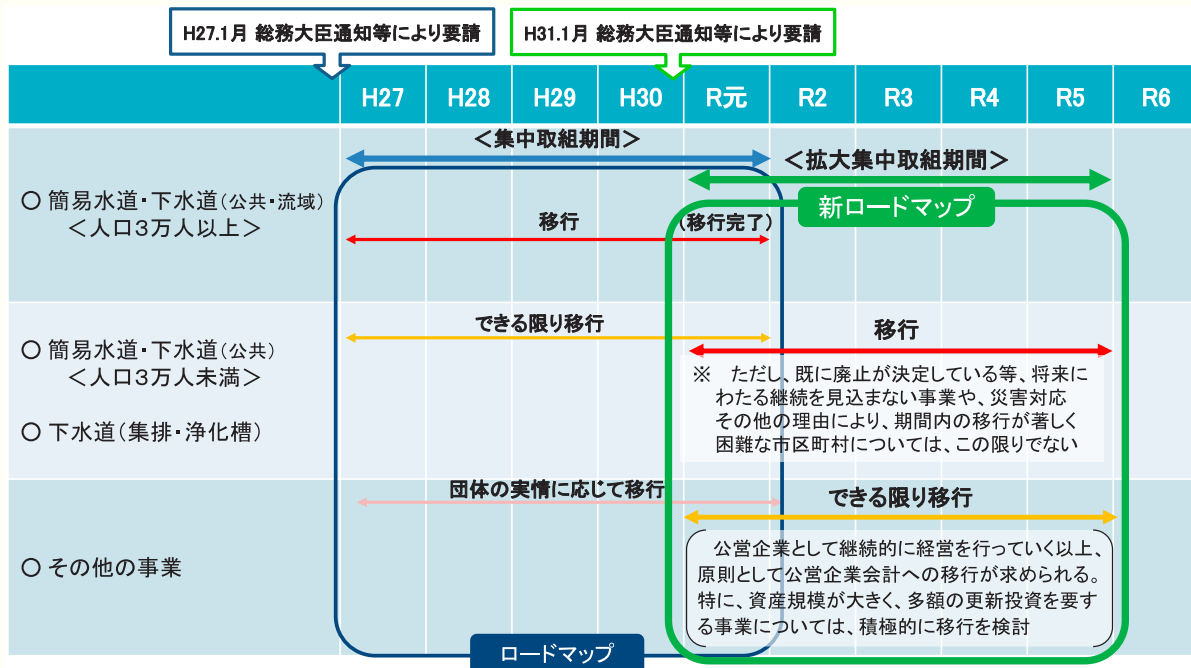 H27.1月 総務大臣通知等により要請
H31.1月 総務大臣通知等により要請
H27 H28 H29 H30 R元 R2 R3 R4 R5 R6
＜集中取組期間＞
＜拡大集中取組期間＞
新ロードマップ
○ 簡易水道・下水道（公共・流域）
＜人口３万人以上＞
移行
（移行完了）
○ 簡易水道・下水道（公共）
＜人口３万人未満＞
○ 下水道（集排・浄化槽）
できる限り移行
移行
※　ただし、既に廃止が決定している等、将来に
わたる継続を見込まない事業や、災害対応
その他の理由により、期間内の移行が著しく
困難な市区町村については、この限りでない
○ その他の事業
団体の実情に応じて移行
できる限り移行
公営企業として継続的に経営を行っていく以上、
原則として公営企業会計への移行が求められる。
特に、資産規模が大きく、多額の更新投資を要す
る事業については、積極的に移行を検討
ロードマップ